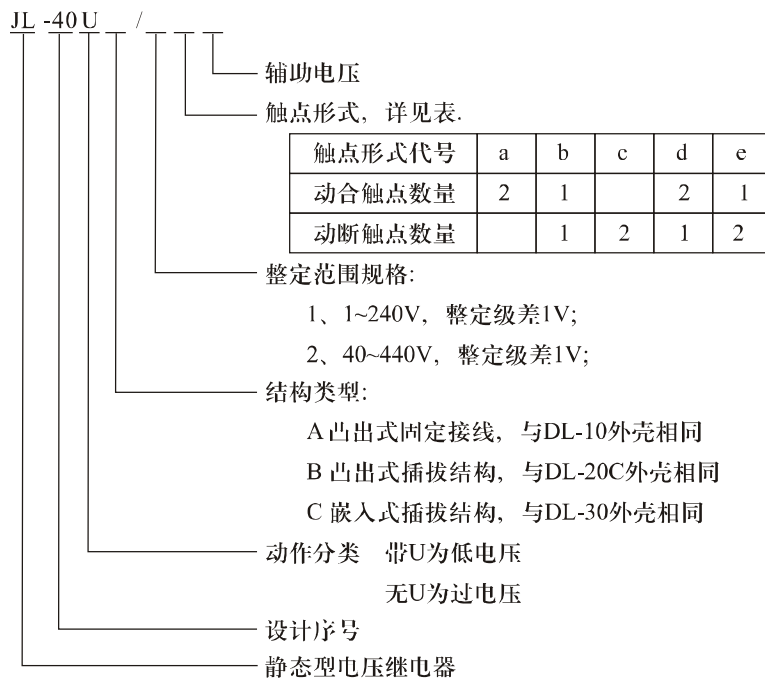 JL -40 U /
辅助电压
触点形式, 详见表.
触点形式代号 a b c d e
动合触点数量 2 1 2 1
动断触点数量 1 2 1 2
整定范围规格:
1、1~240V, 整定级差1V;
2、40~440V, 整定级差1V;
结构类型:
A 凸出式固定接线, 与DL-10外壳相同
B 凸出式插拔结构, 与DL-20C外壳相同
C 嵌入式插拔结构, 与DL-30外壳相同
动作分类 带U为低电压
无U为过电压
设计序号
静态型电压继电器